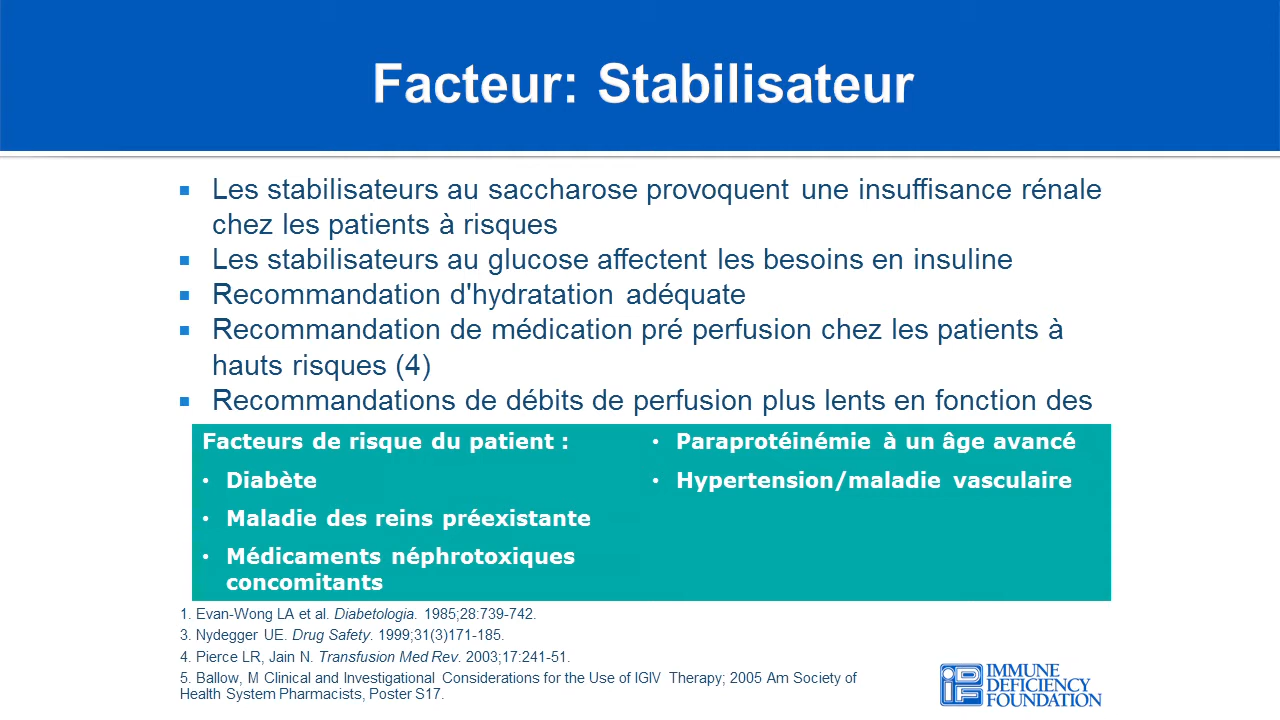 Facteur: Stabilisateur
Les stabilisateurs au saccharose provoquent une insuffisance rénale
chez les patients à risques
Les stabilisateurs au glucose affectent les besoins en insuline
Recommandation d'hydratation adéquate
Recommandation de médication pré perfusion chez les patients à
hauts risques (4)
Recommandations de débits de perfusion plus lents en fonction des
Facteurs de risque du patient :
• Diabète
• Maladie des reins préexistante
• Médicaments néphrotoxiques
concomitants
• Paraprotéinémie à un âge avancé
• Hypertension/maladie vasculaire
1. Evan-Wong LA et al. Diabetologia. 1985;28:739-742.
3. Nydegger UE. Drug Safety. 1999;31(3)171-185.
4. Pierce LR, Jain N. Transfusion Med Rev. 2003;17:241-51.
5. Ballow, M Clinical and Investigational Considerations for the Use of IGIV Therapy; 2005 Am Society of
Health System Pharmacists, Poster S17.
IDF
IMMUNE
DEFICIENCY
FOUNDATION